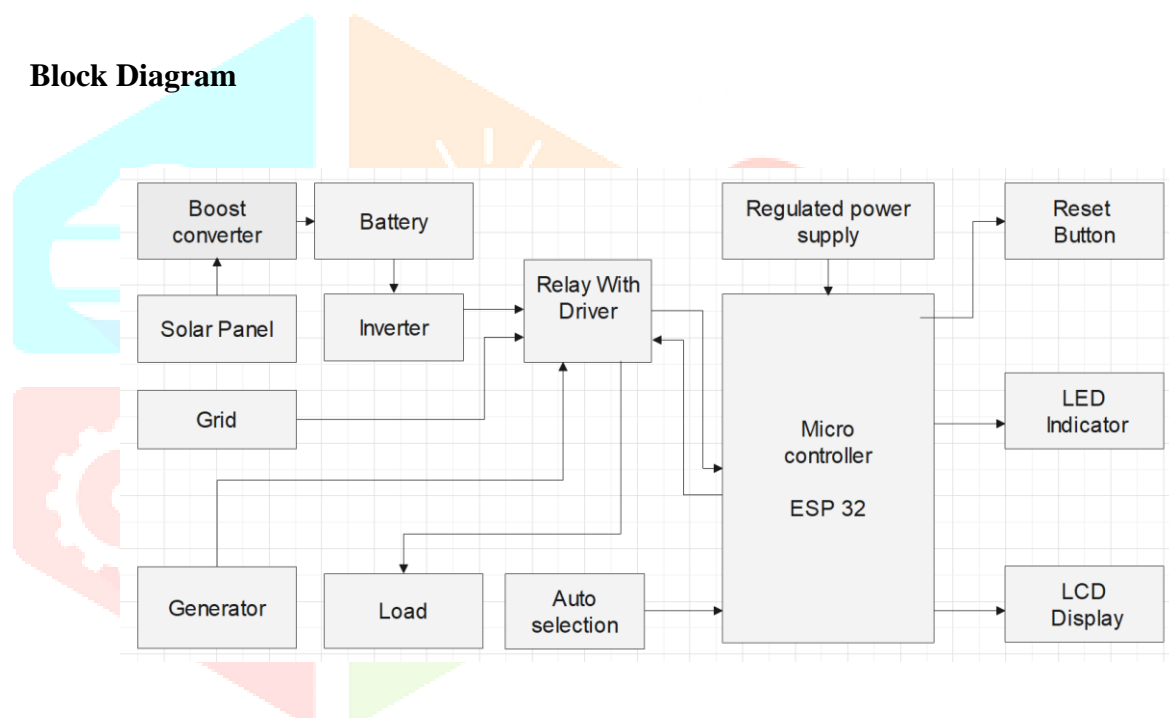 Block Diagram
Boost
converter
Battery
Regulated power
supply
Reset
Button
Relay With
Driver
Solar Panel
Inverter
Grid
LED
Indicator
Micro
controller
ESP 32
Generator
Load
Auto
selection
LCD
Display